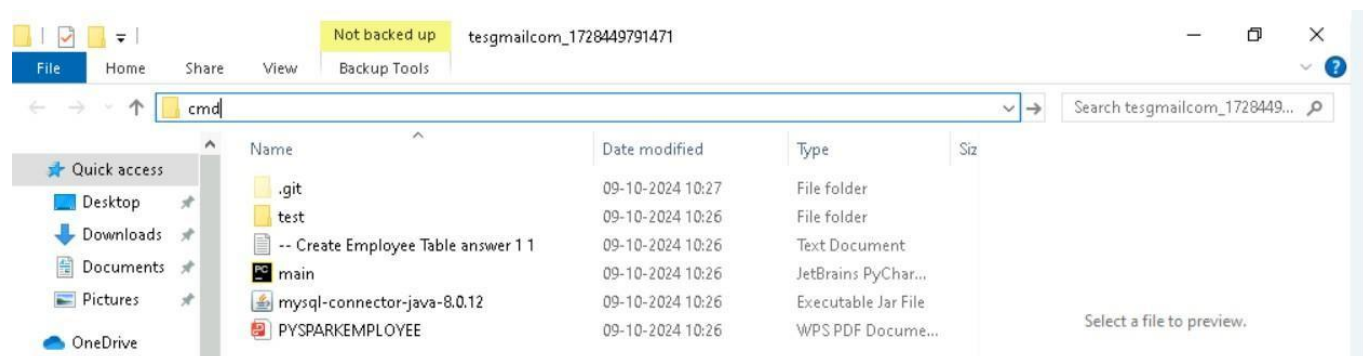 Not backed up tesgmailcom_1728449791471
File Home Share View Backup Tools
cmd Search tesgmailcom_1728449...
Name Date modified Type Siz
Quick access
.git 09-10-2024 10:27 File folder
Desktop
test 09-10-2024 10:26 File folder
Downloads
-- Create Employee Table answer 1 1 09-10-2024 10:26 Text Document
Documents
PC main 09-10-2024 10:26 JetBrains PyChar...
Pictures
mysql-connector-java-8.0.12 09-10-2024 10:26 Executable Jar File
PYSPARKEMPLOYEE 09-10-2024 10:26 WPS PDF Docume...
Select a file to preview.
OneDrive